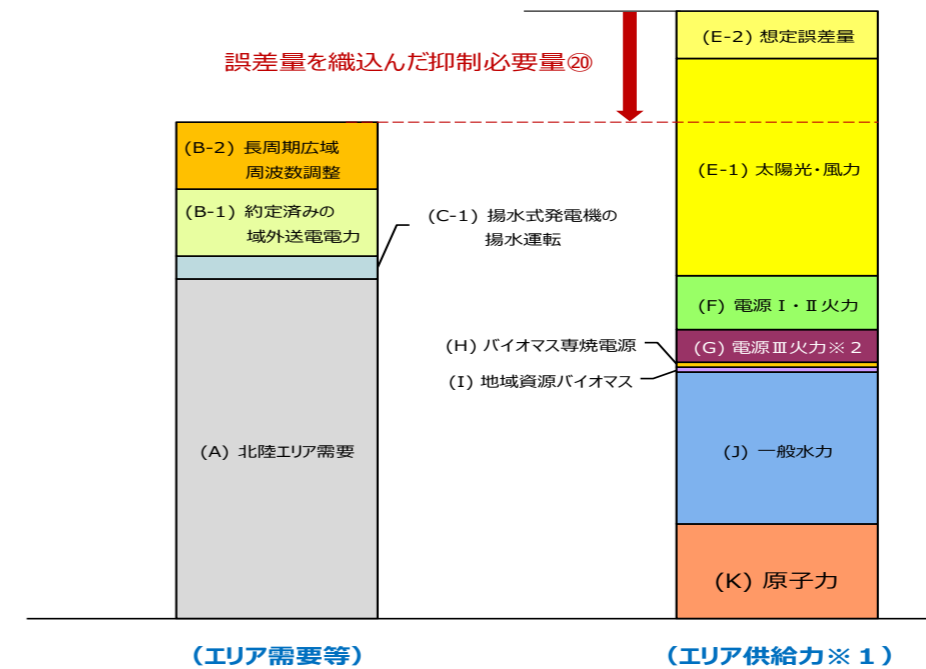 誤差量を織込んだ抑制必要量⑳
(B-2) 長周期広域
周波数調整
(B-1) 約定済みの
域外送電電力
(C-1) 揚水式発電機の
揚水運転
(A) 北陸エリア需要
(E-2) 想定誤差量
(E-1) 太陽光・風力
(F) 電源Ⅰ・Ⅱ火力
(G) 電源Ⅲ火力※2
(H) バイオマス専焼電源
(I) 地域資源バイオマス
(J) 一般水力
(K) 原子力
(エリア需要等)
(エリア供給力※1)